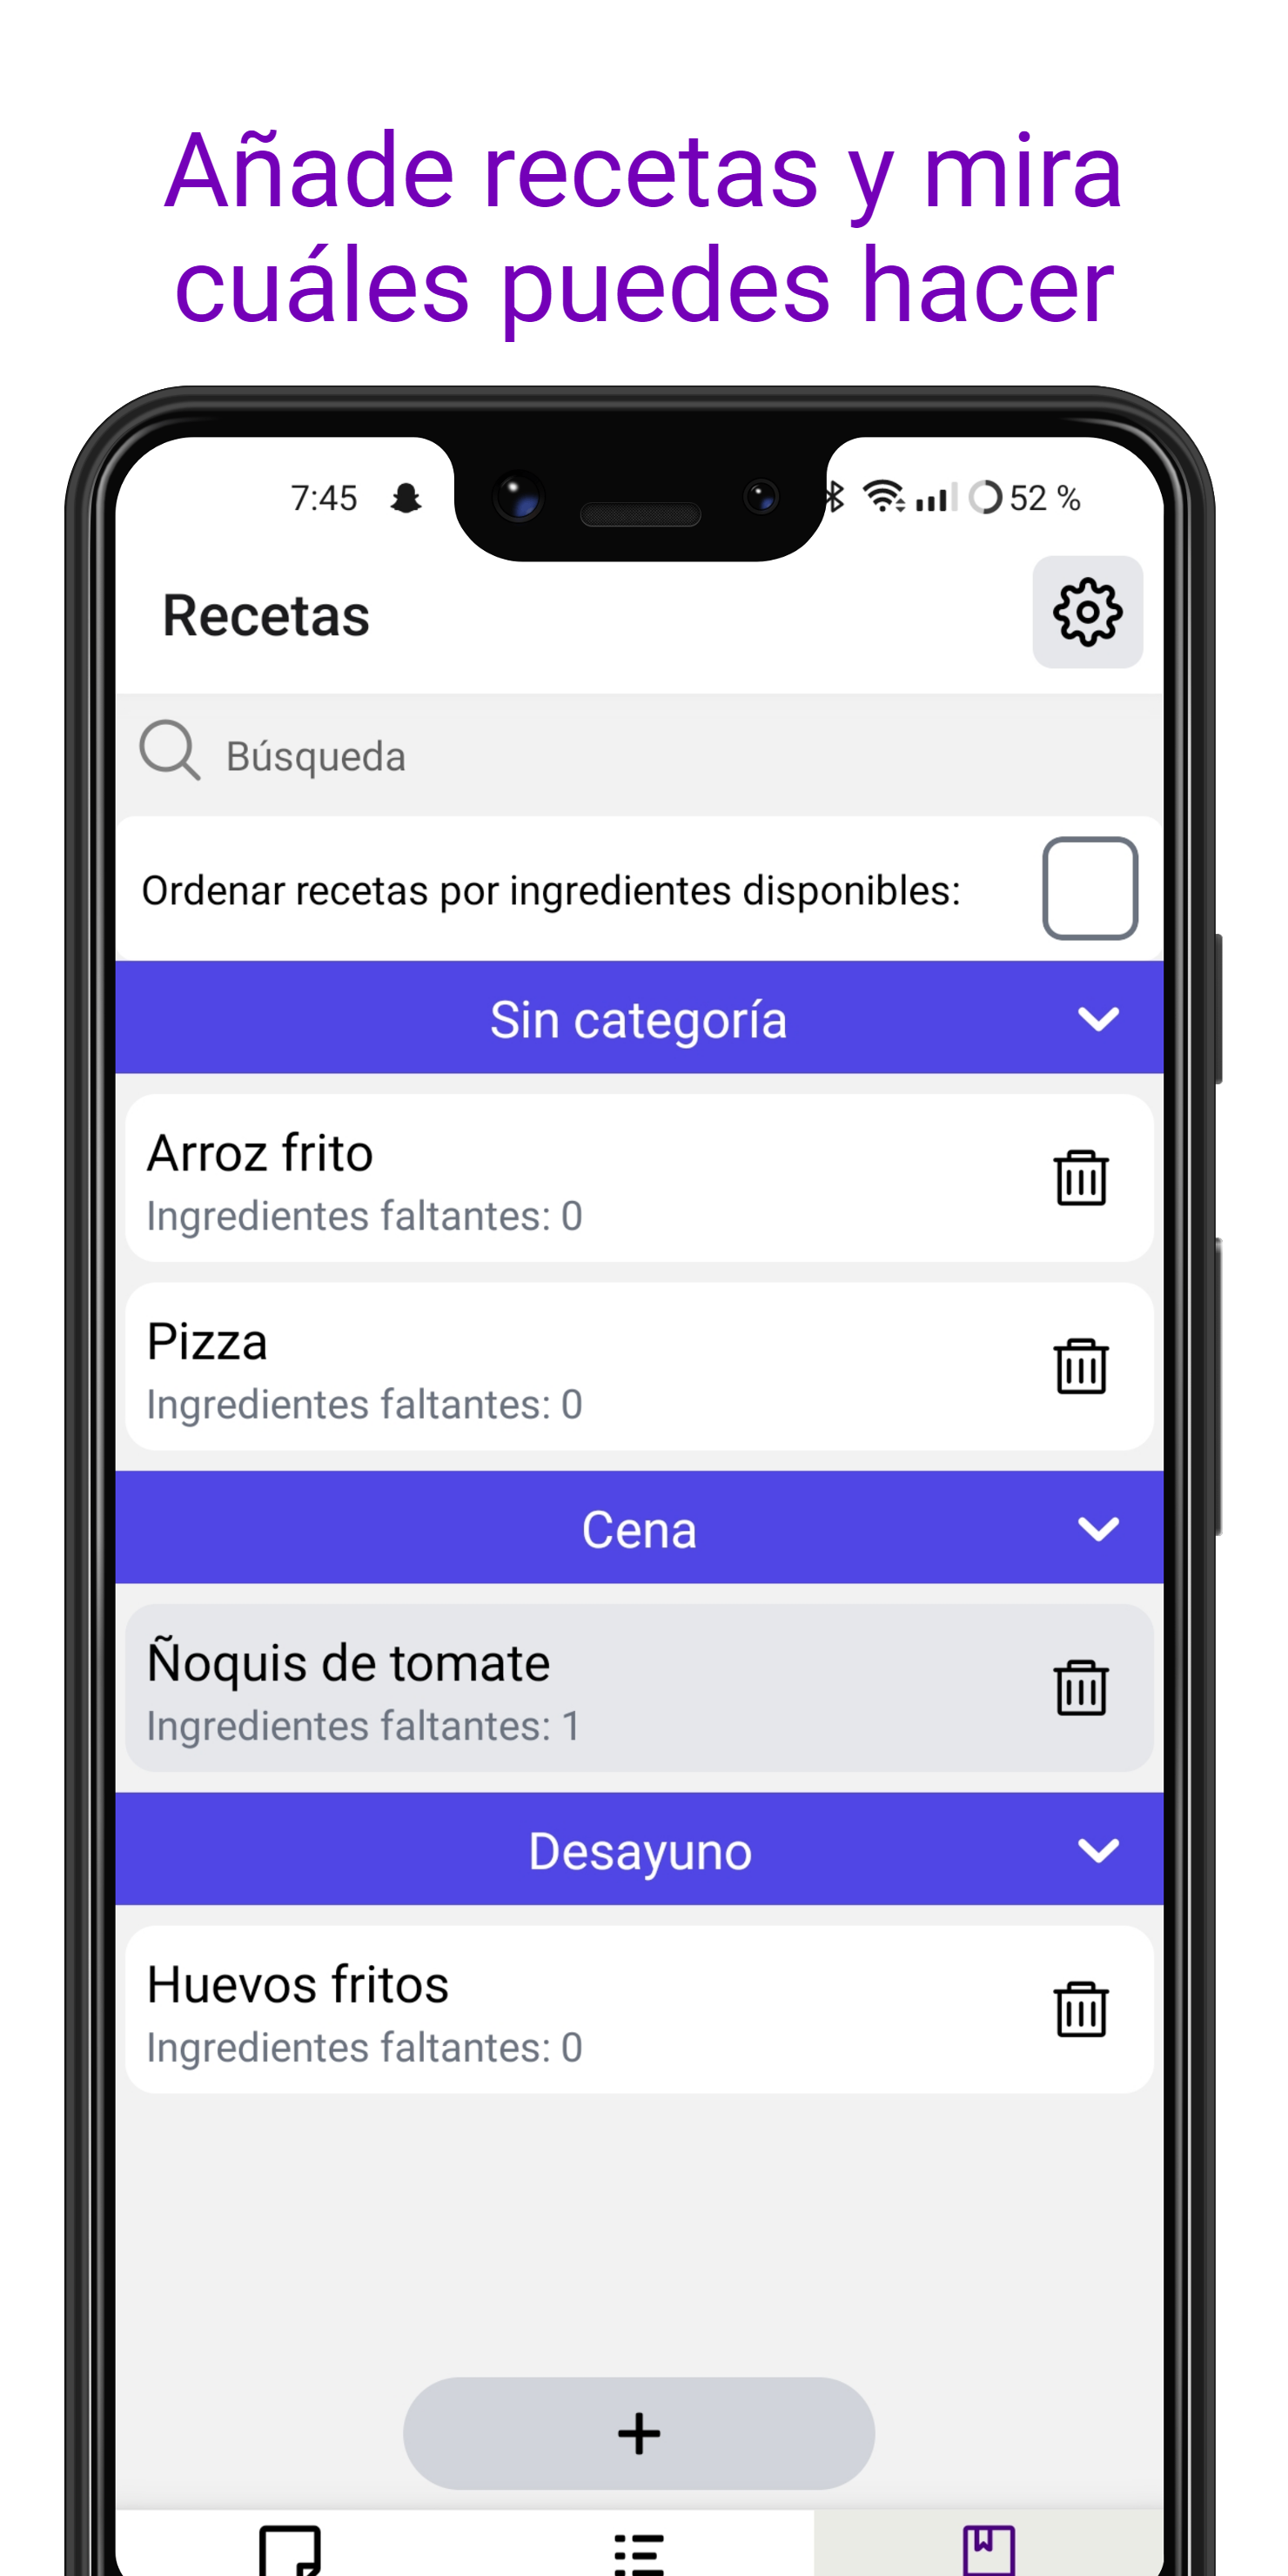 Añade recetas y mira
cuáles puedes hacer
7:45
52 %
Recetas
Búsqueda
Ordenar recetas por ingredientes disponibles:
Sin categoría
Arroz frito
Ingredientes faltantes: 0
Pizza
Ingredientes faltantes: 0
Cena
Ñoquis de tomate
Ingredientes faltantes: 1
Desayuno
Huevos fritos
Ingredientes faltantes: 0
+